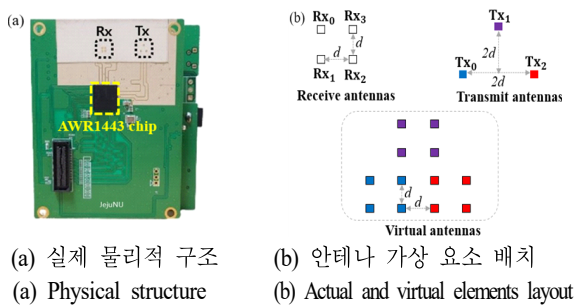 (a)
Rx Tx
AWR1443 chip
JejuNU
(b)
Rx₀ Rx₃
d
Rx₁ d Rx₂
Receive antennas
Tx₁
2d
Tx₀ Tx₂
2d
Transmit antennas
d
d
Virtual antennas
(a) 실제 물리적 구조
(a) Physical structure
(b) 안테나 가상 요소 배치
(b) Actual and virtual elements layout